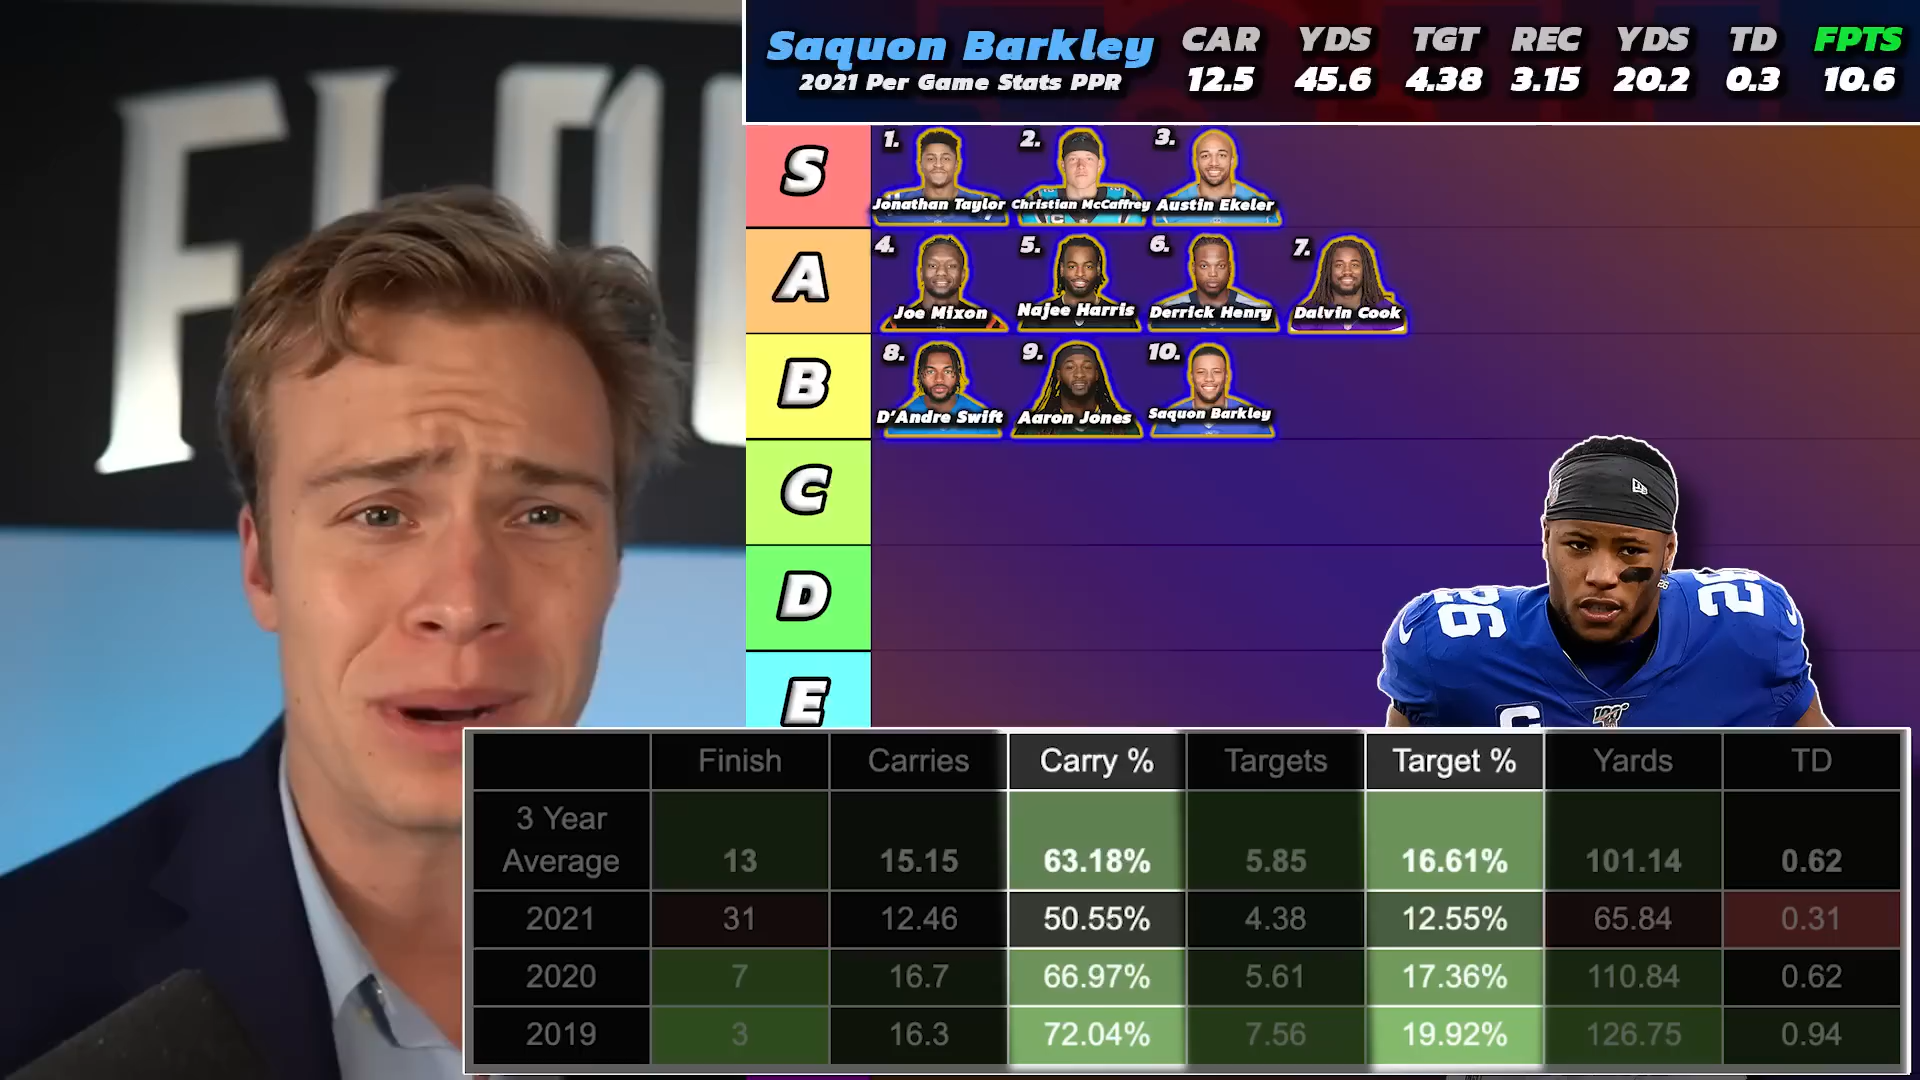 FLOC
Saquon Barkley
2021 Per Game Stats PPR
CAR YDS TGT REC YDS TD FPTS
12.5 45.6 4.38 3.15 20.2 0.3 10.6
S
1. 2. 3.
Jonathan Taylor Christian McCaffrey Austin Ekeler
A
4. 5. 6. 7.
Joe Mixon Najee Harris Derrick Henry Dalvin Cook
B
8. 9. 10.
D'Andre Swift Aaron Jones Saquon Barkley
C
D
E
26 26
C
Finish Carries Carry % Targets Target % Yards TD
3 Year
Average 13 15.15 63.18% 5.85 16.61% 101.14 0.62
2021 31 12.46 50.55% 4.38 12.55% 65.84 0.31
2020 7 16.7 66.97% 5.61 17.36% 110.84 0.62
2019 3 16.3 72.04% 7.56 19.92% 126.75 0.94